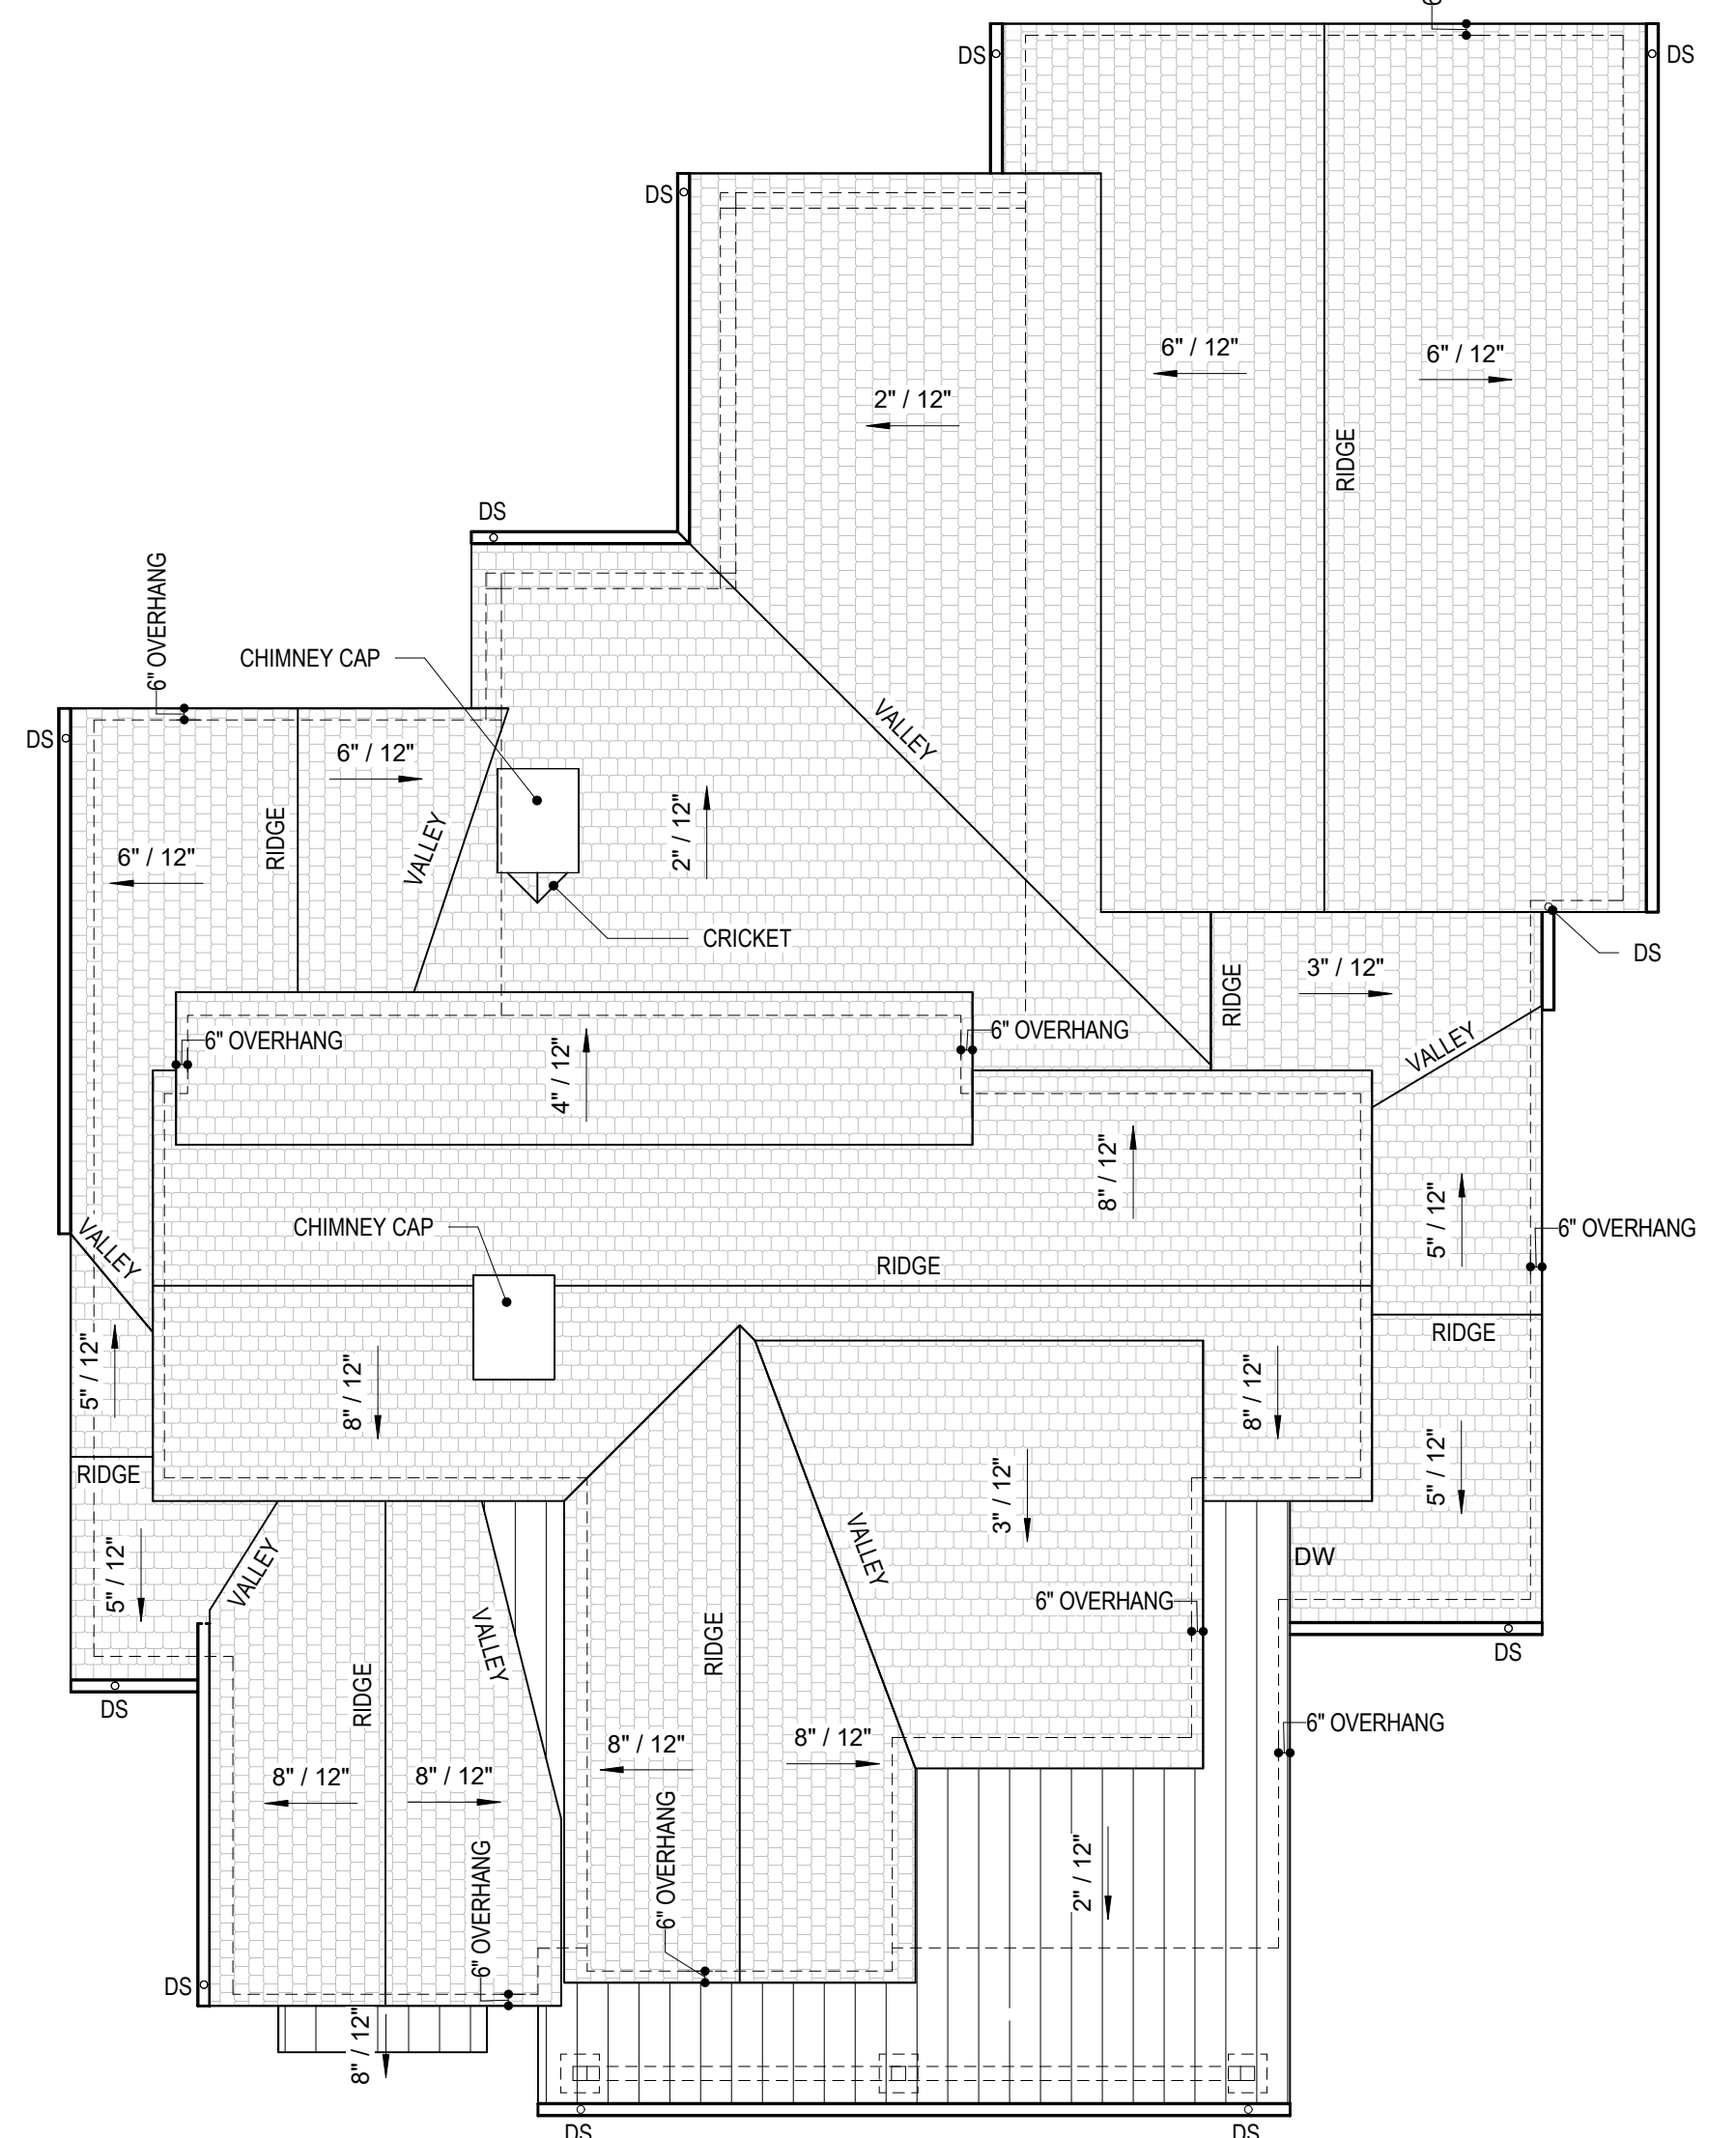 DS
DS
DS
6" / 12"
6" / 12"
2" / 12"
RIDGE
DS
6" OVERHANG
CHIMNEY CAP
VALLEY
DS
6" / 12"
2" / 12"
RIDGE
VALLEY
6" / 12"
CRICKET
DS
3" / 12"
RIDGE
6" OVERHANG
6" OVERHANG
VALLEY
4" / 12"
8" / 12"
5" / 12"
6" OVERHANG
CHIMNEY CAP
VALLEY
RIDGE
RIDGE
5" / 12"
8" / 12"
8" / 12"
RIDGE
5" / 12"
3" / 12"
VALLEY
VALLEY
DW
5" / 12"
6" OVERHANG
RIDGE
VALLEY
DS
RIDGE
DS
6" OVERHANG
8" / 12"
8" / 12"
8" / 12"
8" / 12"
6" OVERHANG
2" / 12"
6" OVERHANG
DS
8" / 12"
DS
DS